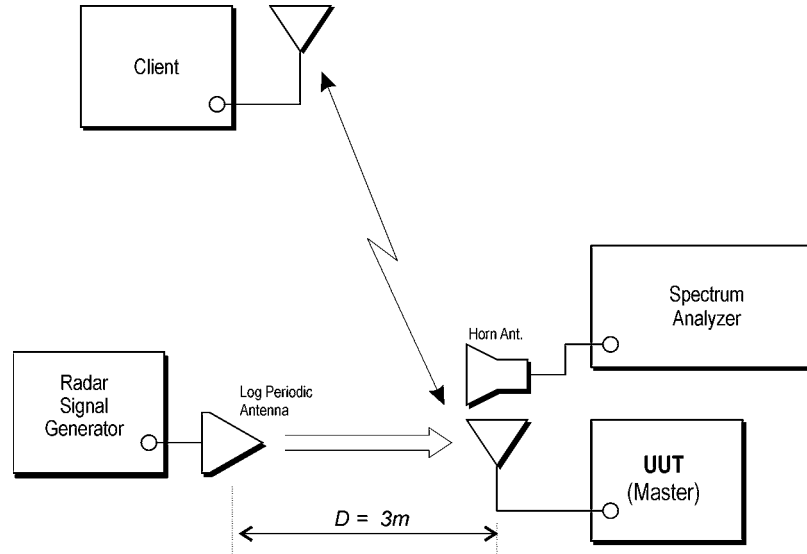 Client
Spectrum
Analyzer
Horn Ant.
Radar
Signal
Generator
Log Periodic
Antenna
UUT
(Master)
D = 3m